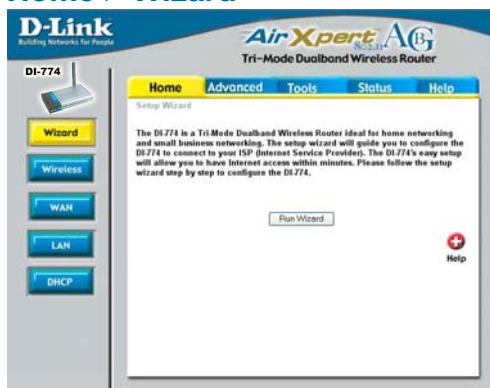 Home > Wizard
D-Link
Building Networks for People
Air Xpert ABG
802.11
Tri-Mode Dualband Wireless Router
DI-774
Home Advanced Tools Status Help
Setup Wizard
Wizard
Wireless
WAN
LAN
DHCP
The DI-774 is a Tri-Mode Dualband Wireless Router ideal for home networking
and small business networking. The setup wizard will guide you to configure the
DI-774 to connect to your ISP (Internet Service Provider). The DI-774's easy setup
will allow you to have Internet access within minutes. Please follow the setup
wizard step by step to configure the DI-774.
Run Wizard
Help